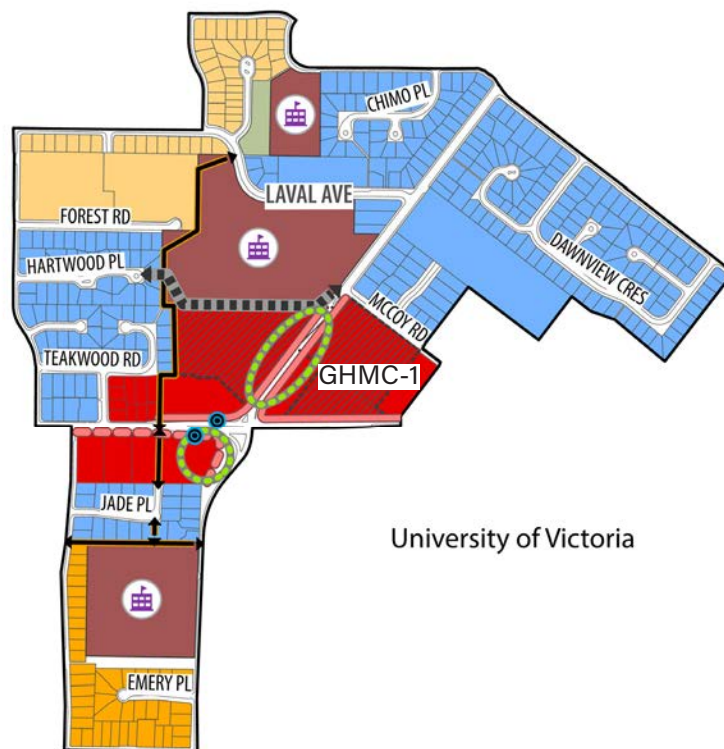 CHIMO PL
LAVAL AVE
FOREST RD
HARTWOOD PL
DAWNVIEW CRES
MCCOY RD
TEAKWOOD RD
GHMC-1
JADE PL
University of Victoria
EMERY PL